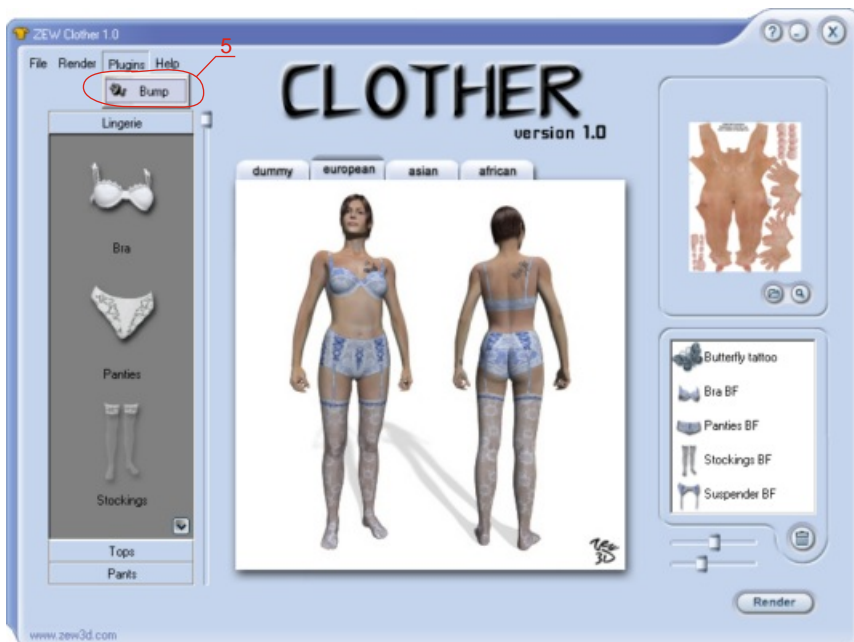 ZEW Clother 1.0
File Render Plugins Help
5
Bump
CLOTHER
version 1.0
Lingerie
Bra
Panties
Stockings
Tops
Pants
dummy european asian african
Zew
3D
Butterfly tattoo
Bra BF
Panties BF
Stockings BF
Suspender BF
Render
www.zew3d.com